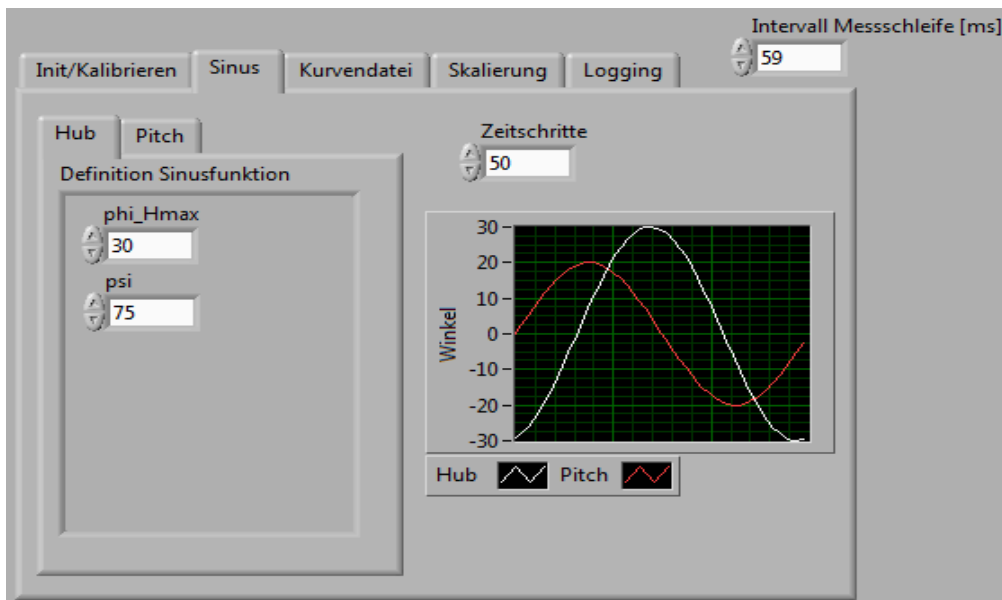 Intervall Messschleife [ms]
59
Init/Kalibrieren Sinus Kurvendatei Skalierung Logging
Hub Pitch
Definition Sinusfunktion
phi_Hmax
30
psi
75
Zeitschritte
50
Winkel
30
20
10
0
-10
-20
-30
Hub Pitch